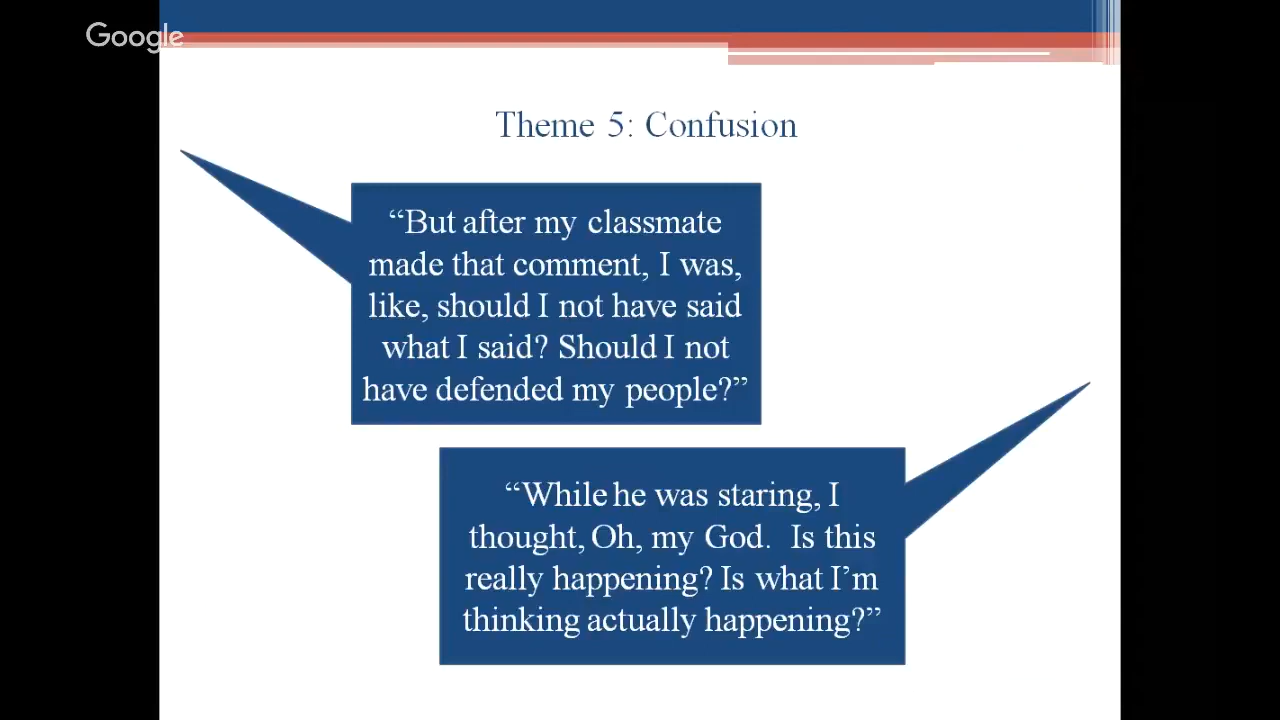 Google
Theme 5: Confusion
“But after my classmate
made that comment, I was,
like, should I not have said
what I said? Should I not
have defended my people?”
“While he was staring, I
thought, Oh, my God.  Is this
really happening? Is what I’m
thinking actually happening?”